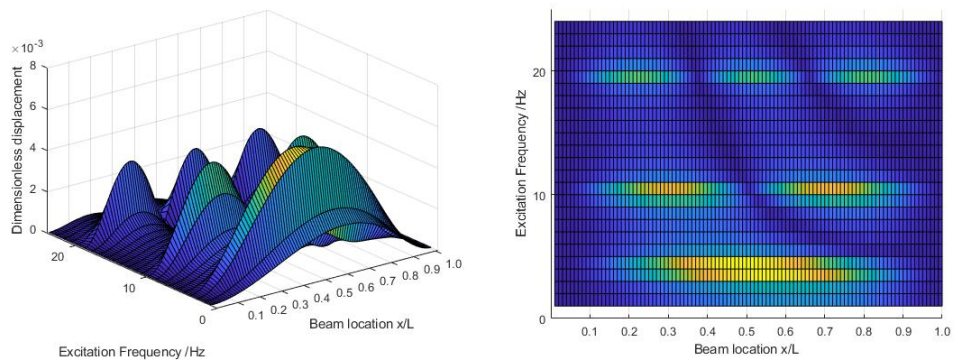 × 10-3
8
6
4
2
0
Dimensionless displacement
20
10
0
Excitation Frequency /Hz
0.1 0.2 0.3 0.4 0.5 0.6 0.7 0.8 0.9 1.0
Beam location x/L
20
10
0
Excitation Frequency /Hz
0.1 0.2 0.3 0.4 0.5 0.6 0.7 0.8 0.9 1.0
Beam location x/L